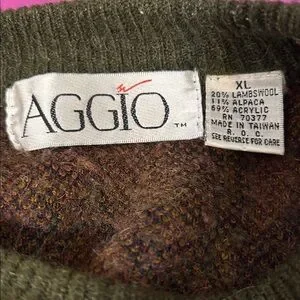 AGGIO ™
XL
20% LAMBSWOOL
11% ALPACA
69% ACRYLIC
RN 70377
MADE IN TAIWAN
R. O. C.
SEE REVERSE FOR CARE